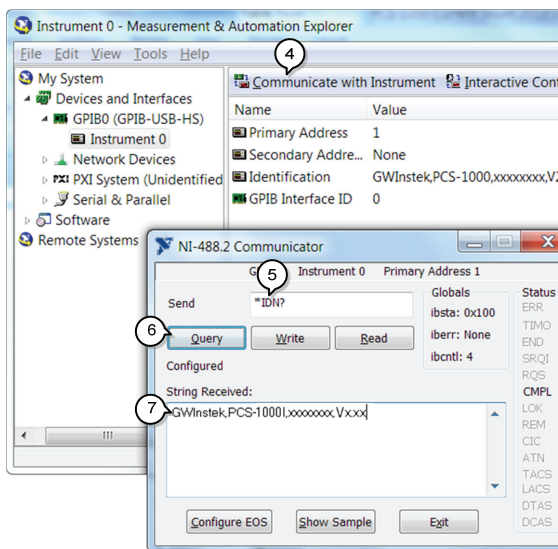 Instrument 0 - Measurement & Automation Explorer
4
File Edit View Tools Help
My System
Devices and Interfaces
GPIB0 (GPIB-USB-HS)
Instrument 0
Network Devices
PXI System (Unidentified
Serial & Parallel
Software
Remote Systems
Communicate with Instrument Interactive Cont
Name Value
Primary Address 1
Secondary Addre... None
Identification GWInstek,PCS-1000,xxxxxxxx,V
GPIB Interface ID 0
NI-488.2 Communicator
5
Instrument 0 Primary Address 1
Send *IDN?
6
Query Write Read
Configured
String Received:
7
GWInstek,PCS-1000I,xxxxxxxx,Vx.xx
Configure EOS Show Sample Exit
Globals
ibsta: 0x100
iberr: None
ibcntl: 4
Status
ERR
TIMO
END
SRQI
RQS
CMPL
LOK
REM
CIC
ATN
TACS
LACS
DTAS
DCAS